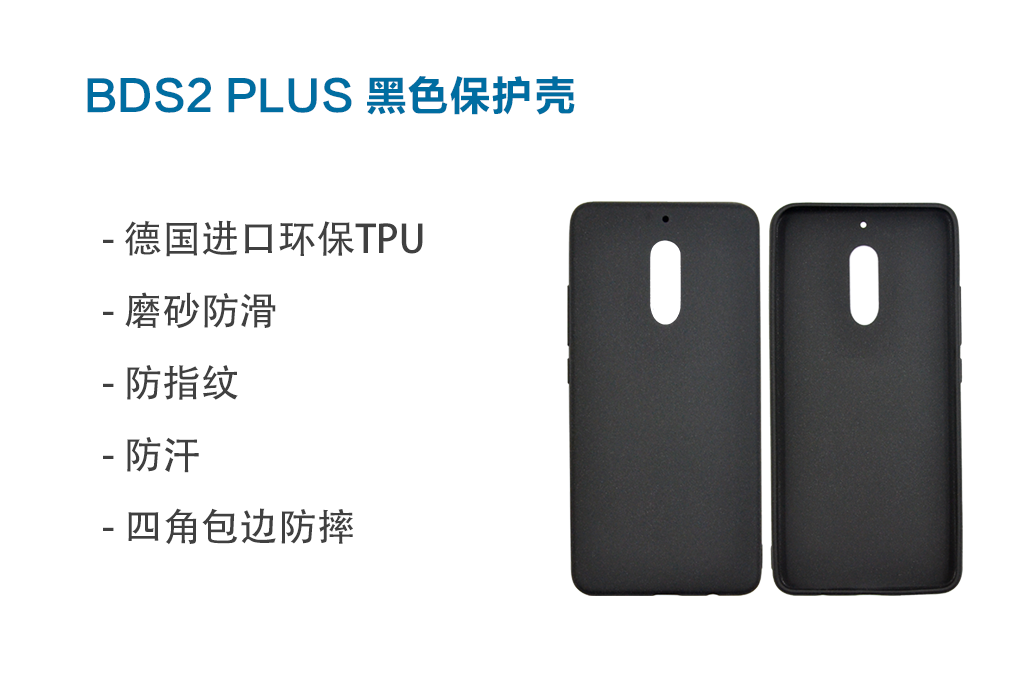 BDS2 PLUS 黑色保护壳
- 德国进口环保TPU
- 磨砂防滑
- 防指纹
- 防汗
- 四角包边防摔